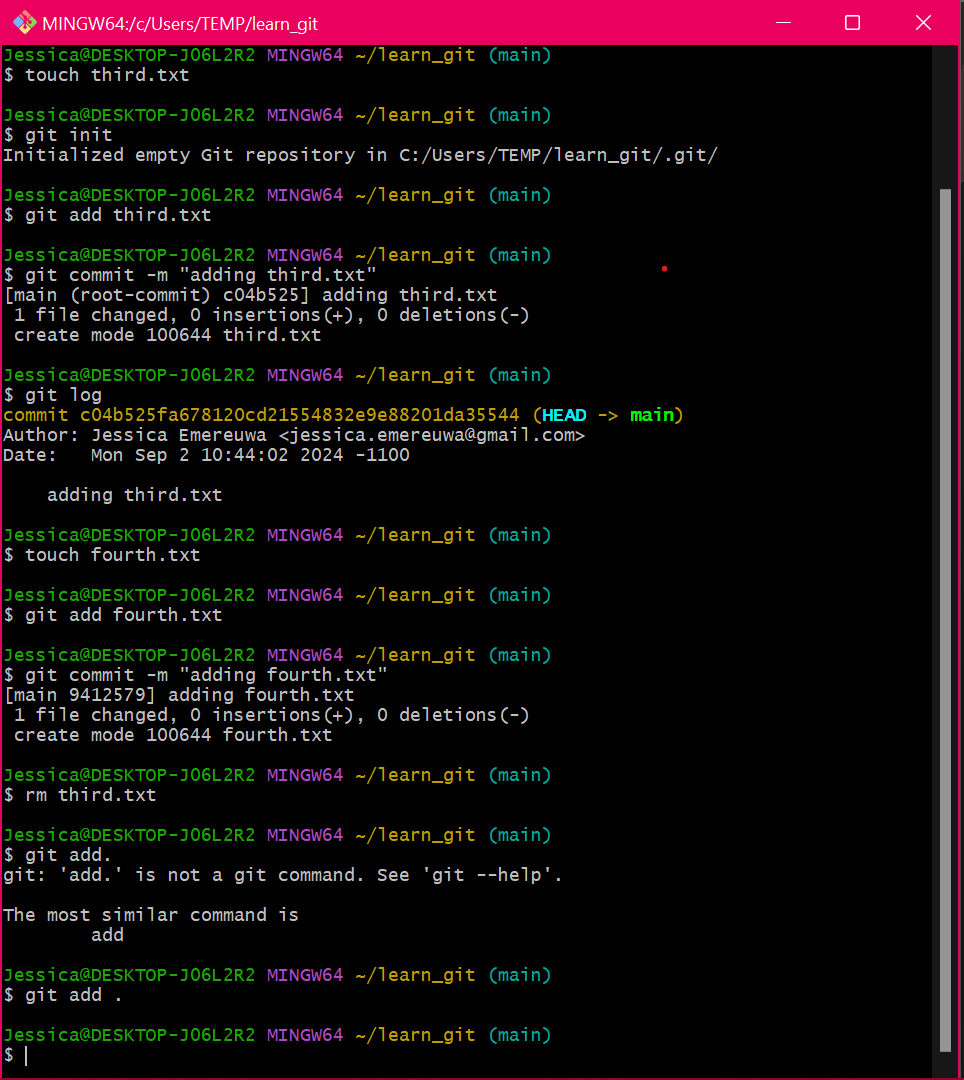 MINGW64:/c/Users/TEMP/learn_git
Jessica@DESKTOP-J06L2R2 MINGW64 ~/learn_git (main)
$ touch third.txt
Jessica@DESKTOP-J06L2R2 MINGW64 ~/learn_git (main)
$ git init
Initialized empty Git repository in C:/Users/TEMP/learn_git/.git/
Jessica@DESKTOP-J06L2R2 MINGW64 ~/learn_git (main)
$ git add third.txt
Jessica@DESKTOP-J06L2R2 MINGW64 ~/learn_git (main)
$ git commit -m "adding third.txt"
[main (root-commit) c04b525] adding third.txt
 1 file changed, 0 insertions(+), 0 deletions(-)
 create mode 100644 third.txt
Jessica@DESKTOP-J06L2R2 MINGW64 ~/learn_git (main)
$ git log
commit c04b525fa678120cd21554832e9e88201da35544 (HEAD -> main)
Author: Jessica Emereuwa <jessica.emereuwa@gmail.com>
Date:   Mon Sep 2 10:44:02 2024 -1100
    adding third.txt
Jessica@DESKTOP-J06L2R2 MINGW64 ~/learn_git (main)
$ touch fourth.txt
Jessica@DESKTOP-J06L2R2 MINGW64 ~/learn_git (main)
$ git add fourth.txt
Jessica@DESKTOP-J06L2R2 MINGW64 ~/learn_git (main)
$ git commit -m "adding fourth.txt"
[main 9412579] adding fourth.txt
 1 file changed, 0 insertions(+), 0 deletions(-)
 create mode 100644 fourth.txt
Jessica@DESKTOP-J06L2R2 MINGW64 ~/learn_git (main)
$ rm third.txt
Jessica@DESKTOP-J06L2R2 MINGW64 ~/learn_git (main)
$ git add.
git: 'add.' is not a git command. See 'git --help'.
The most similar command is
        add
Jessica@DESKTOP-J06L2R2 MINGW64 ~/learn_git (main)
$ git add .
Jessica@DESKTOP-J06L2R2 MINGW64 ~/learn_git (main)
$